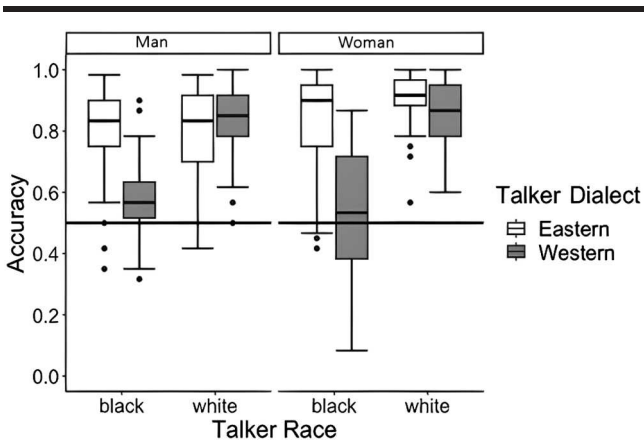 Man
Woman
1.0
0.8
0.6
0.4
0.2
0.0
Accuracy
black
white
black
white
Talker Race
Talker Dialect
Eastern
Western